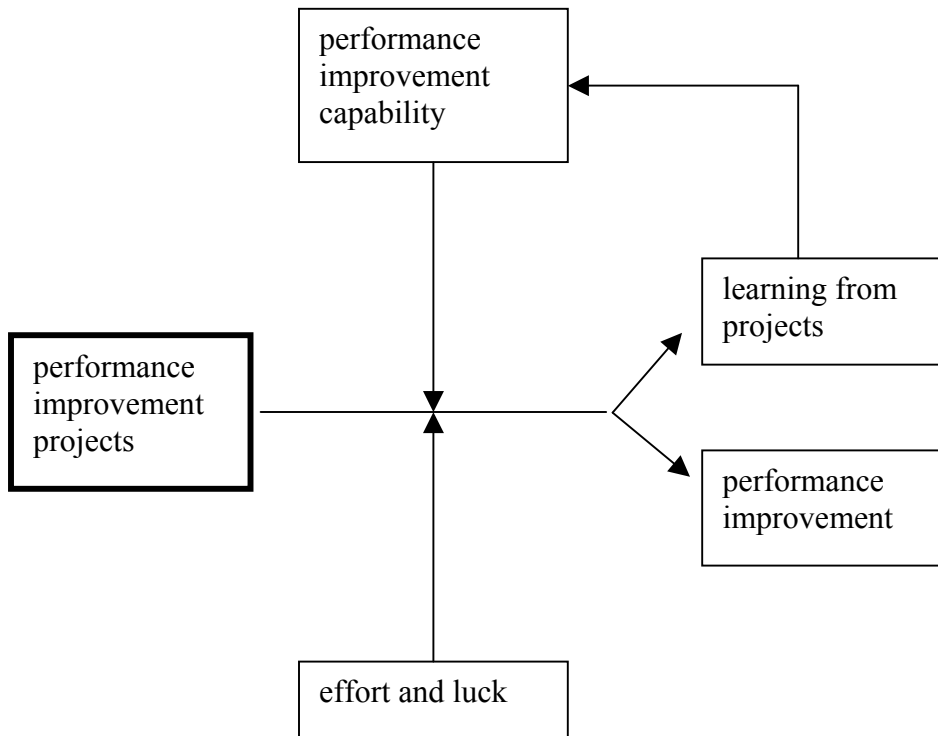 performance
improvement
capability
learning from
projects
performance
improvement
projects
performance
improvement
effort and luck